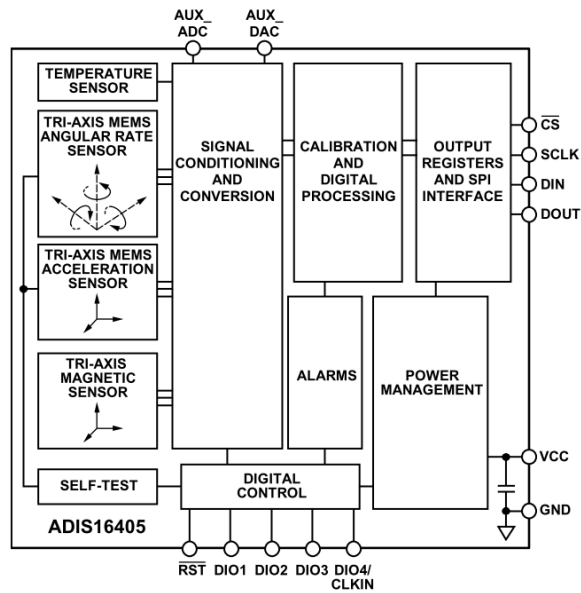 AUX_
ADC
AUX_
DAC
TEMPERATURE
SENSOR
TRI-AXIS MEMS
ANGULAR RATE
SENSOR
TRI-AXIS MEMS
ACCELERATION
SENSOR
TRI-AXIS
MAGNETIC
SENSOR
SELF-TEST
SIGNAL
CONDITIONING
AND
CONVERSION
CALIBRATION
AND
DIGITAL
PROCESSING
OUTPUT
REGISTERS
AND SPI
INTERFACE
CS
SCLK
DIN
DOUT
ALARMS
POWER
MANAGEMENT
DIGITAL
CONTROL
VCC
GND
ADIS16405
RST
DIO1
DIO2
DIO3
DIO4/
CLKIN